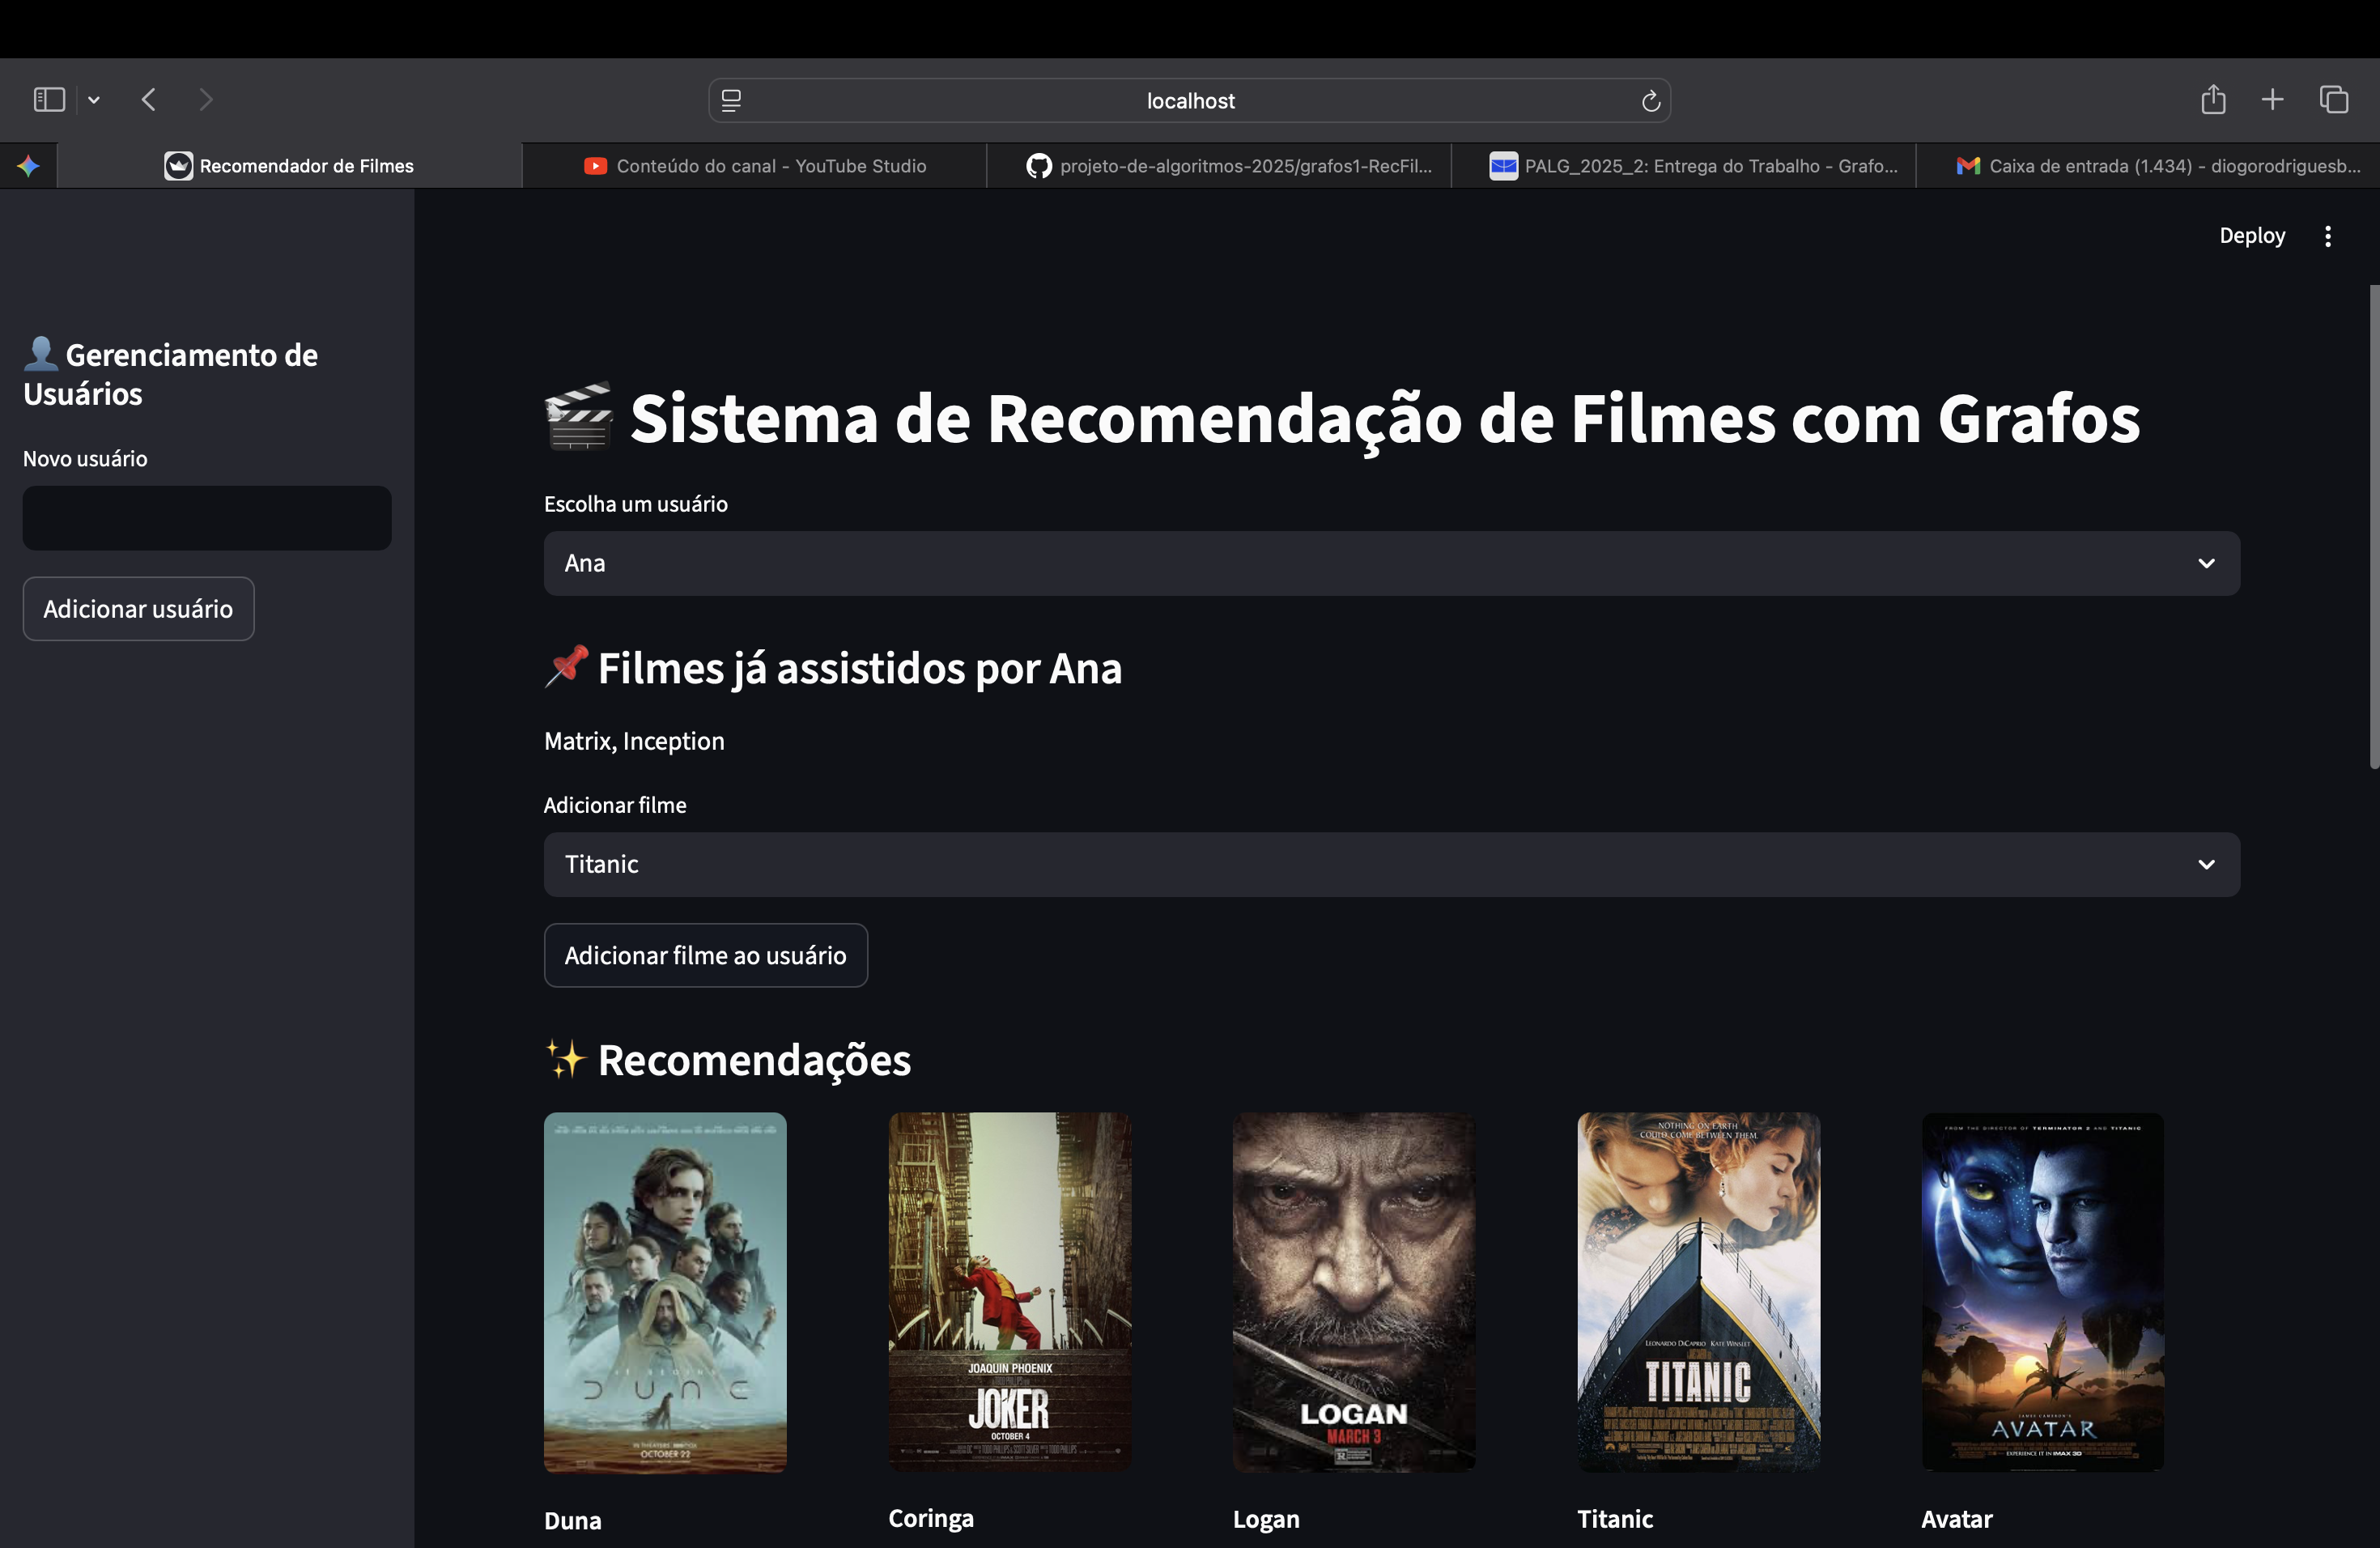 localhost
Recomendador de Filmes
Conteúdo do canal - YouTube Studio
projeto-de-algoritmos-2025/grafos1-RecFil...
PALG_2025_2: Entrega do Trabalho - Grafo...
Caixa de entrada (1.434) - diogorodriguesb...
Deploy
Gerenciamento de
Usuários
Novo usuário
Adicionar usuário
Sistema de Recomendação de Filmes com Grafos
Escolha um usuário
Ana
Filmes já assistidos por Ana
Matrix, Inception
Adicionar filme
Titanic
Adicionar filme ao usuário
Recomendações
DUNE
OCTOBER 22
JOAQUIN PHOENIX
JOKER
OCTOBER 4
LOGAN
MARCH 3
NOTHING ON EARTH
COULD COME BETWEEN THEM.
LEONARDO DiCAPRIO KATE WINSLET
TITANIC
FROM THE DIRECTOR OF TERMINATOR 2 AND TITANIC
JAMES CAMERON'S
AVATAR
EXPERIENCE IT IN IMAX 3D
Duna
Coringa
Logan
Titanic
Avatar